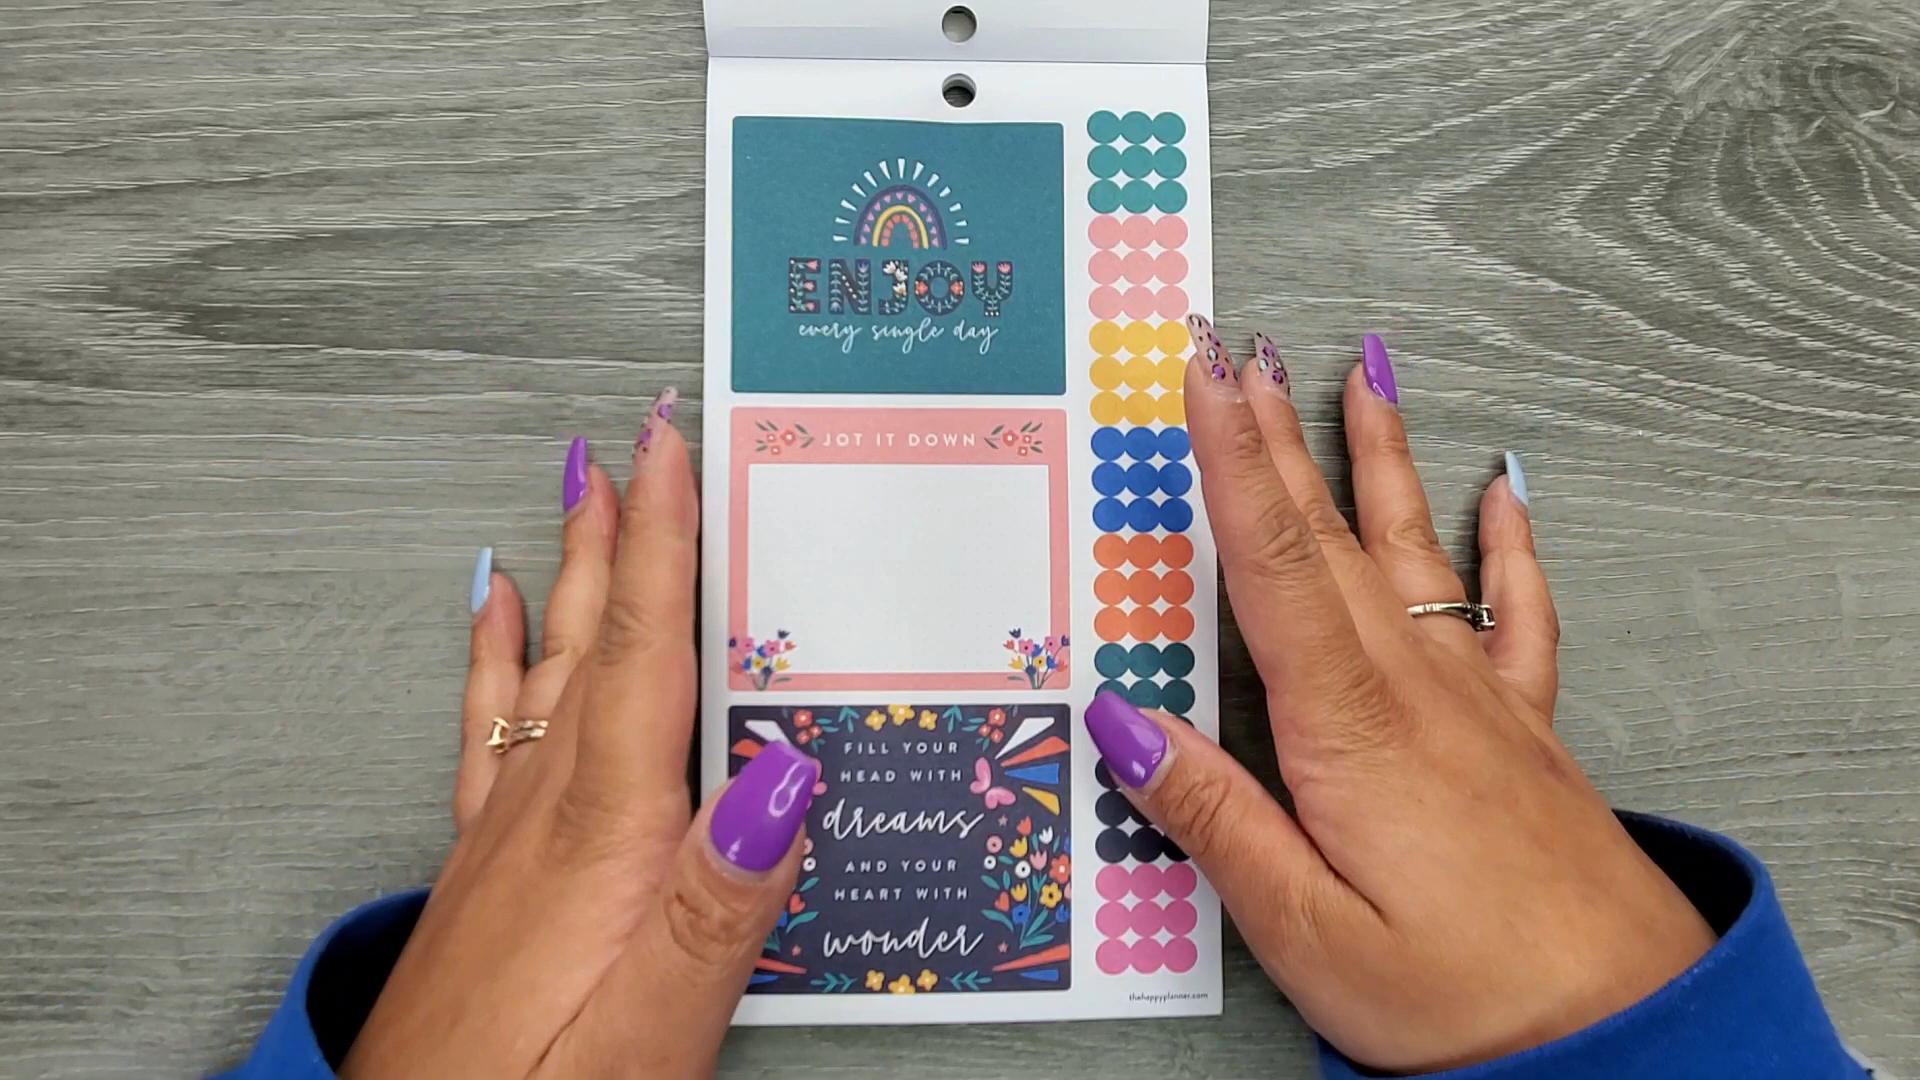 ENJOY
every single day
JOT IT DOWN
FILL YOUR
HEAD WITH
dreams
AND YOUR
HEART WITH
wonder
thehappyplanner.com